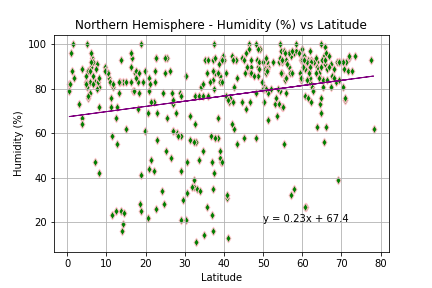 Northern Hemisphere - Humidity (%) vs Latitude
100
80
60
40
20
Humidity (%)
y = 0.23x + 67.4
0 10 20 30 40 50 60 70 80
Latitude